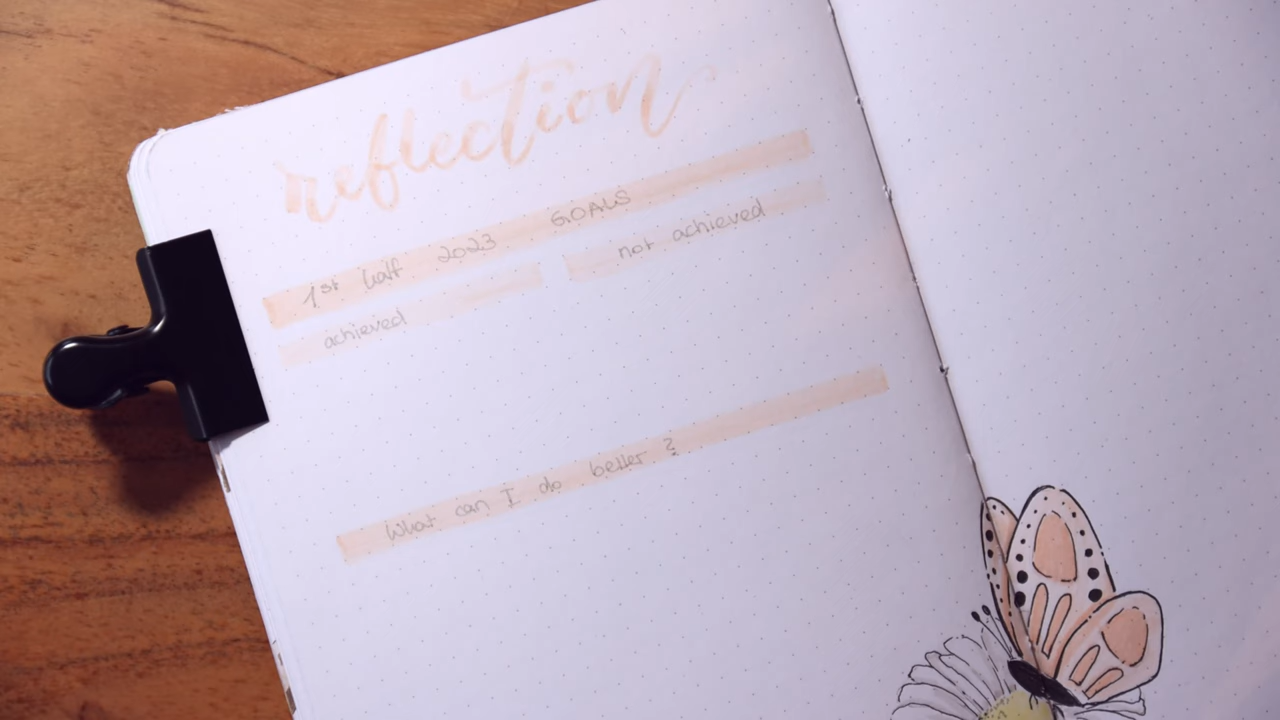 reflection
1st half 2023 GOALS
achieved
not achieved
What can I do better ?